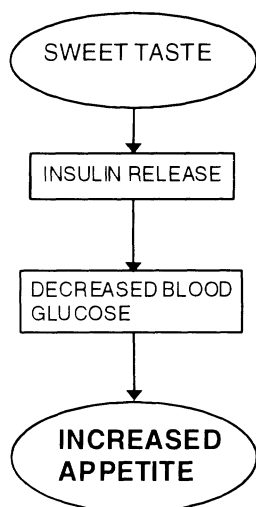 SWEET TASTE
INSULIN RELEASE
DECREASED BLOOD
GLUCOSE
INCREASED
APPETITE